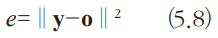 e= ‖ y−o ‖ ² (5.8)